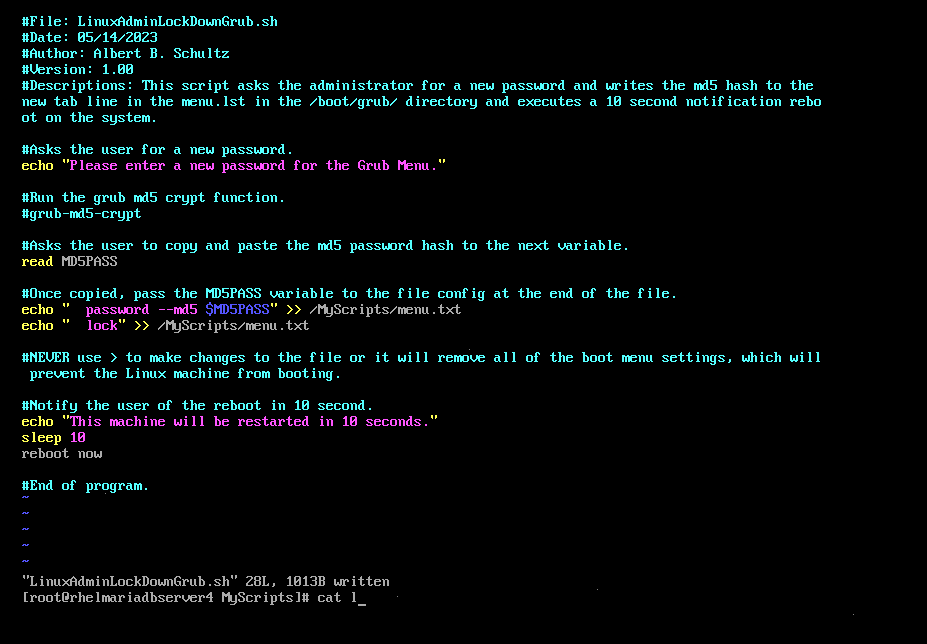 #File: LinuxAdminLockDownGrub.sh
#Date: 05/14/2023
#Author: Albert B. Schultz
#Version: 1.00
#Descriptions: This script asks the administrator for a new password and writes the md5 hash to the
new tab line in the menu.lst in the /boot/grub/ directory and executes a 10 second notification rebo
ot on the system.

#Asks the user for a new password.
echo "Please enter a new password for the Grub Menu."

#Run the grub md5 crypt function.
#grub-md5-crypt

#Asks the user to copy and paste the md5 password hash to the next variable.
read MD5PASS

#Once copied, pass the MD5PASS variable to the file config at the end of the file.
echo "  password --md5 $MD5PASS" >> /MyScripts/menu.txt
echo "  lock" >> /MyScripts/menu.txt

#NEVER use > to make changes to the file or it will remove all of the boot menu settings, which will
 prevent the Linux machine from booting.

#Notify the user of the reboot in 10 second.
echo "This machine will be restarted in 10 seconds."
sleep 10
reboot now

#End of program.
~
~
~
~
~
"LinuxAdminLockDownGrub.sh" 28L, 1013B written
[root@rhelmariadbserver4 MyScripts]# cat l_